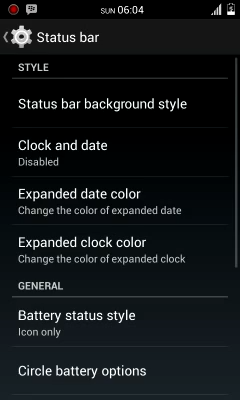 SUN 06:04
Status bar
STYLE
Status bar background style
Clock and date
Disabled
Expanded date color
Change the color of expanded date
Expanded clock color
Change the color of expanded clock
GENERAL
Battery status style
Icon only
Circle battery options